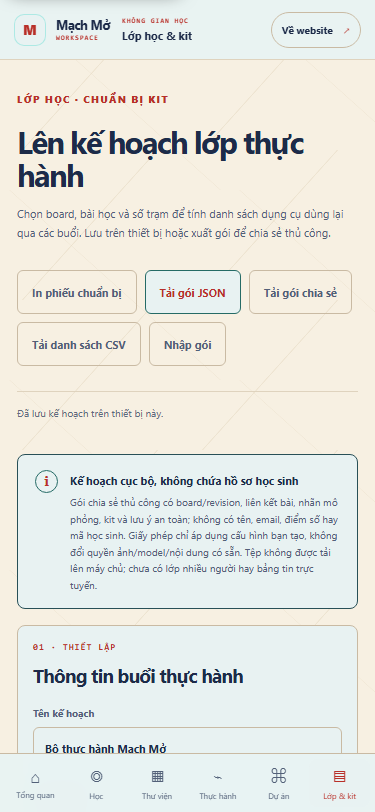 M
Mạch Mở
WORKSPACE
KHÔNG GIAN HỌC
Lớp học & kit
Về website ↗
LỚP HỌC · CHUẨN BỊ KIT
Lên kế hoạch lớp thực
hành
Chọn board, bài học và số trạm để tính danh sách dụng cụ dùng lại
qua các buổi. Lưu trên thiết bị hoặc xuất gói để chia sẻ thủ công.
In phiếu chuẩn bị
Tải gói JSON
Tải gói chia sẻ
Tải danh sách CSV
Nhập gói
Đã lưu kế hoạch trên thiết bị này.
i
Kế hoạch cục bộ, không chứa hồ sơ học sinh
Gói chia sẻ thủ công có board/revision, liên kết bài, nhãn mô
phỏng, kit và lưu ý an toàn; không có tên, email, điểm số hay
mã học sinh. Giấy phép chỉ áp dụng cấu hình bạn tạo, không
đổi quyền ảnh/model/nội dung có sẵn. Tệp không được tải
lên máy chủ; chưa có lớp nhiều người hay bảng tin trực
tuyến.
01 · THIẾT LẬP
Thông tin buổi thực hành
Tên kế hoạch
Bộ thực hành Mạch Mở
Tổng quan
Học
Thư viện
Thực hành
Dự án
Lớp & kit